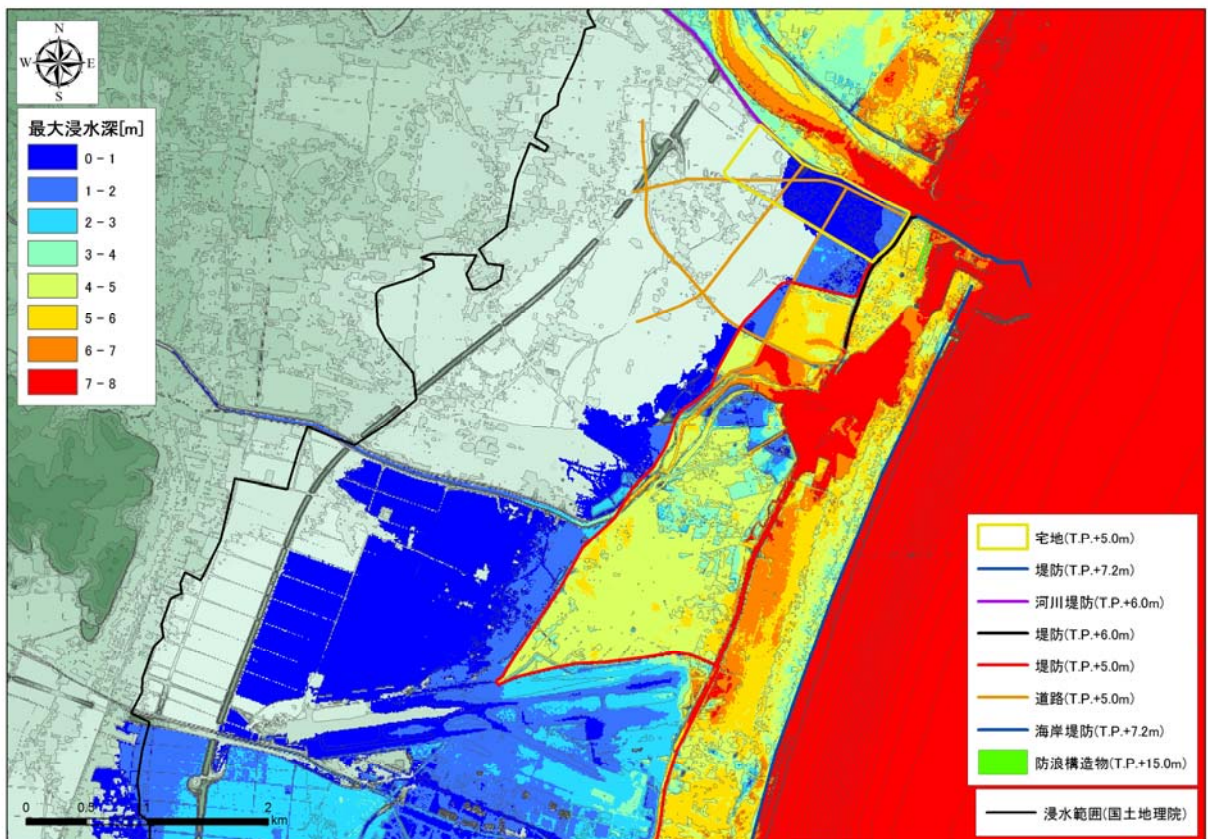 N
W E
S
最大浸水深[m]
0 - 1
1 - 2
2 - 3
3 - 4
4 - 5
5 - 6
6 - 7
7 - 8
宅地(T.P.+5.0m)
堤防(T.P.+7.2m)
河川堤防(T.P.+6.0m)
堤防(T.P.+6.0m)
堤防(T.P.+5.0m)
道路(T.P.+5.0m)
海岸堤防(T.P.+7.2m)
防浪構造物(T.P.+15.0m)
浸水範囲(国土地理院)
0 0.5 1 2
km